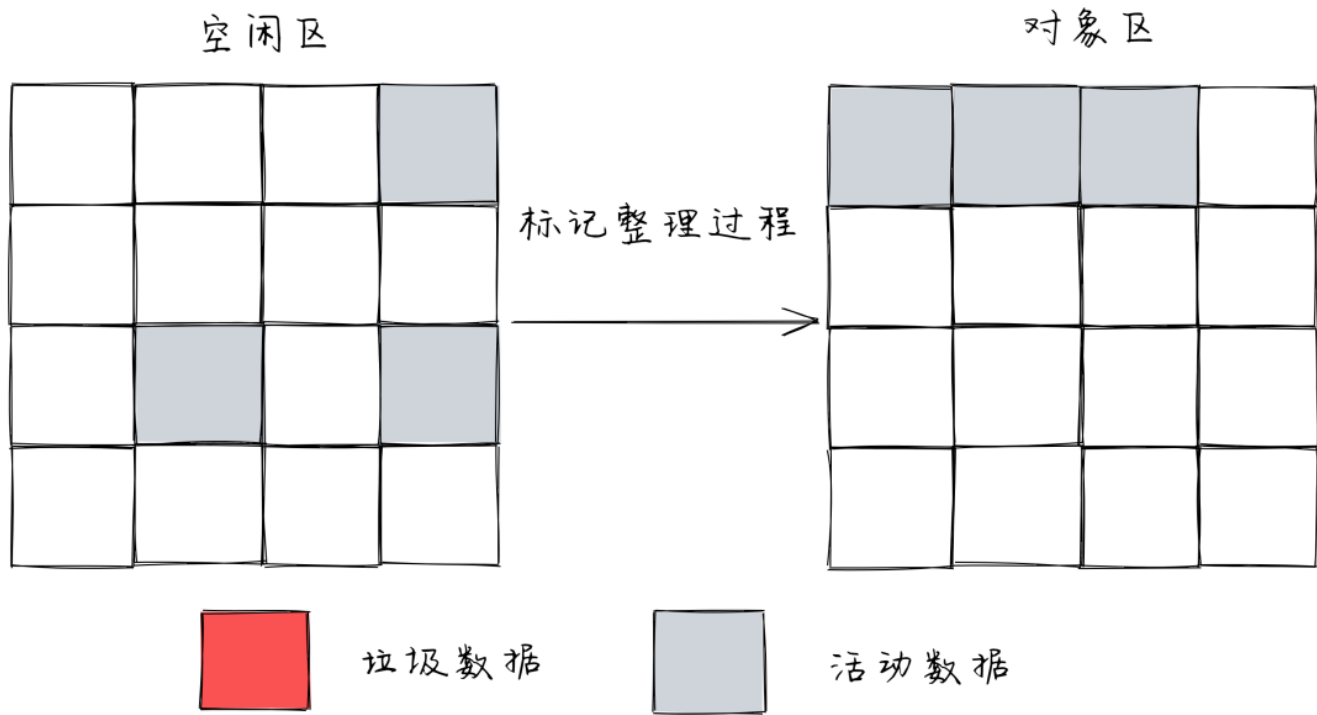 空闲区
对象区
标记整理过程
垃圾数据
活动数据